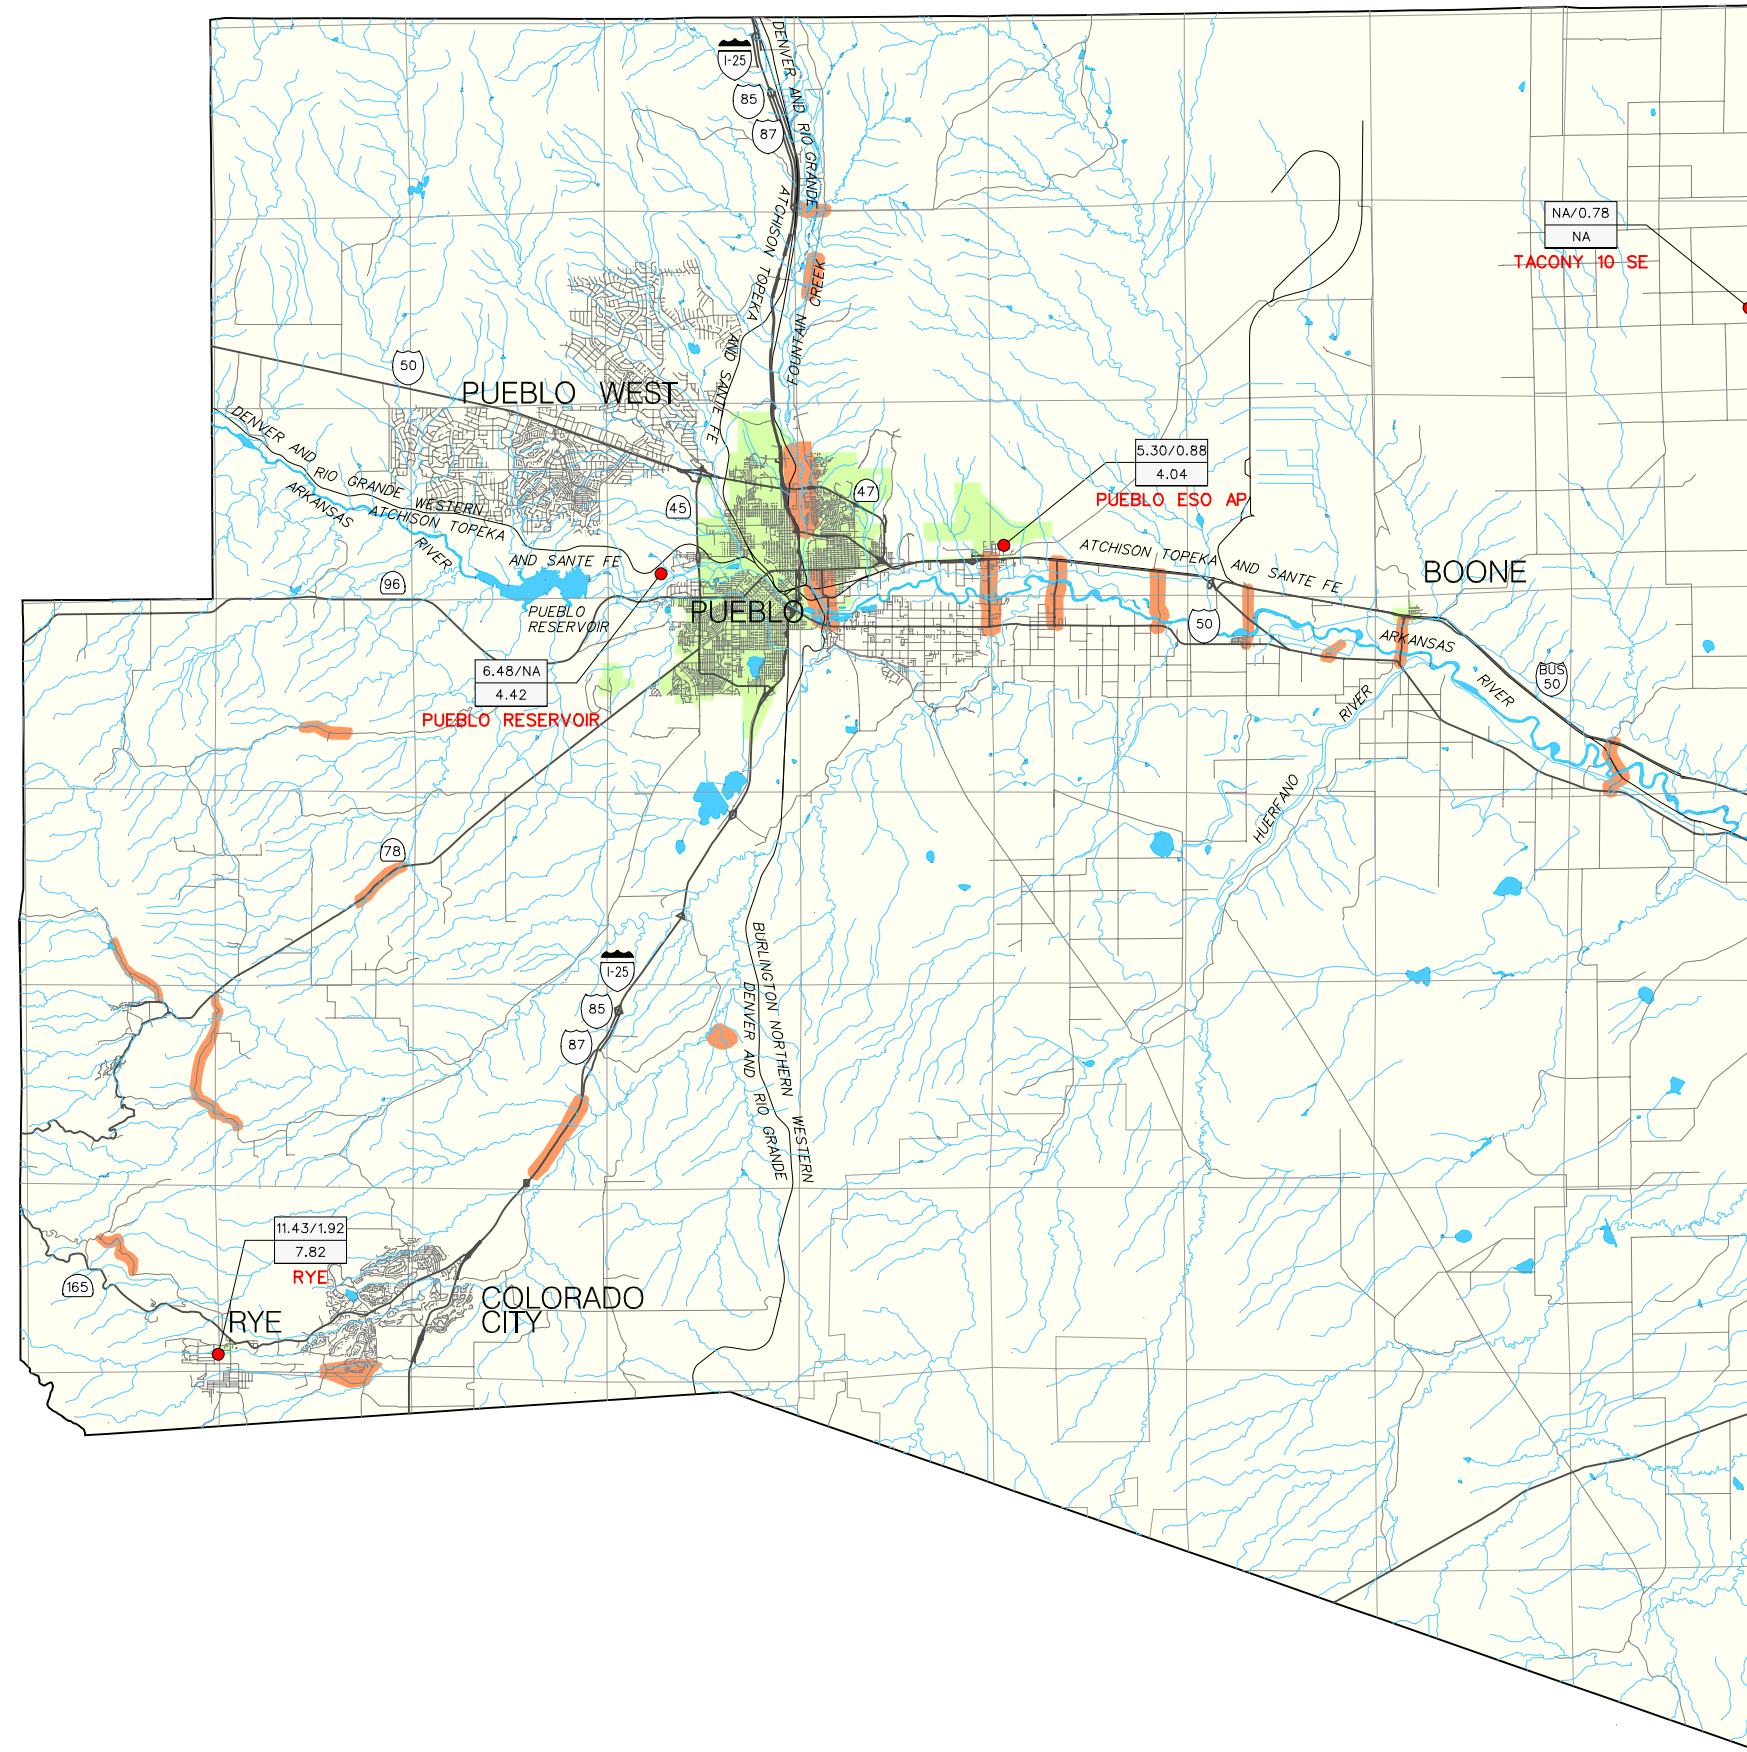 I-25
85
87
DENVER AND RIO GRANDE
ATCHISON TOPEKA
AND SANTE FE
FOUNTAIN CREEK
NA/0.78
NA
TACONY 10 SE
50
PUEBLO WEST
DENVER AND
RIO GRANDE WESTERN
ARKANSAS
RIVER
ATCHISON TOPEKA
AND SANTE FE
45
47
5.30/0.88
4.04
PUEBLO ESO AP
ATCHISON TOPEKA AND SANTE FE
BOONE
96
PUEBLO
RESERVOIR
PUEBLO
50
ARKANSAS
RIVER
BUS
50
6.48/NA
4.42
PUEBLO RESERVOIR
HUERFANO
RIVER
78
I-25
85
87
BURLINGTON NORTHERN WESTERN
DENVER AND RIO GRANDE
11.43/1.92
7.82
RYE
165
RYE
COLORADO
CITY